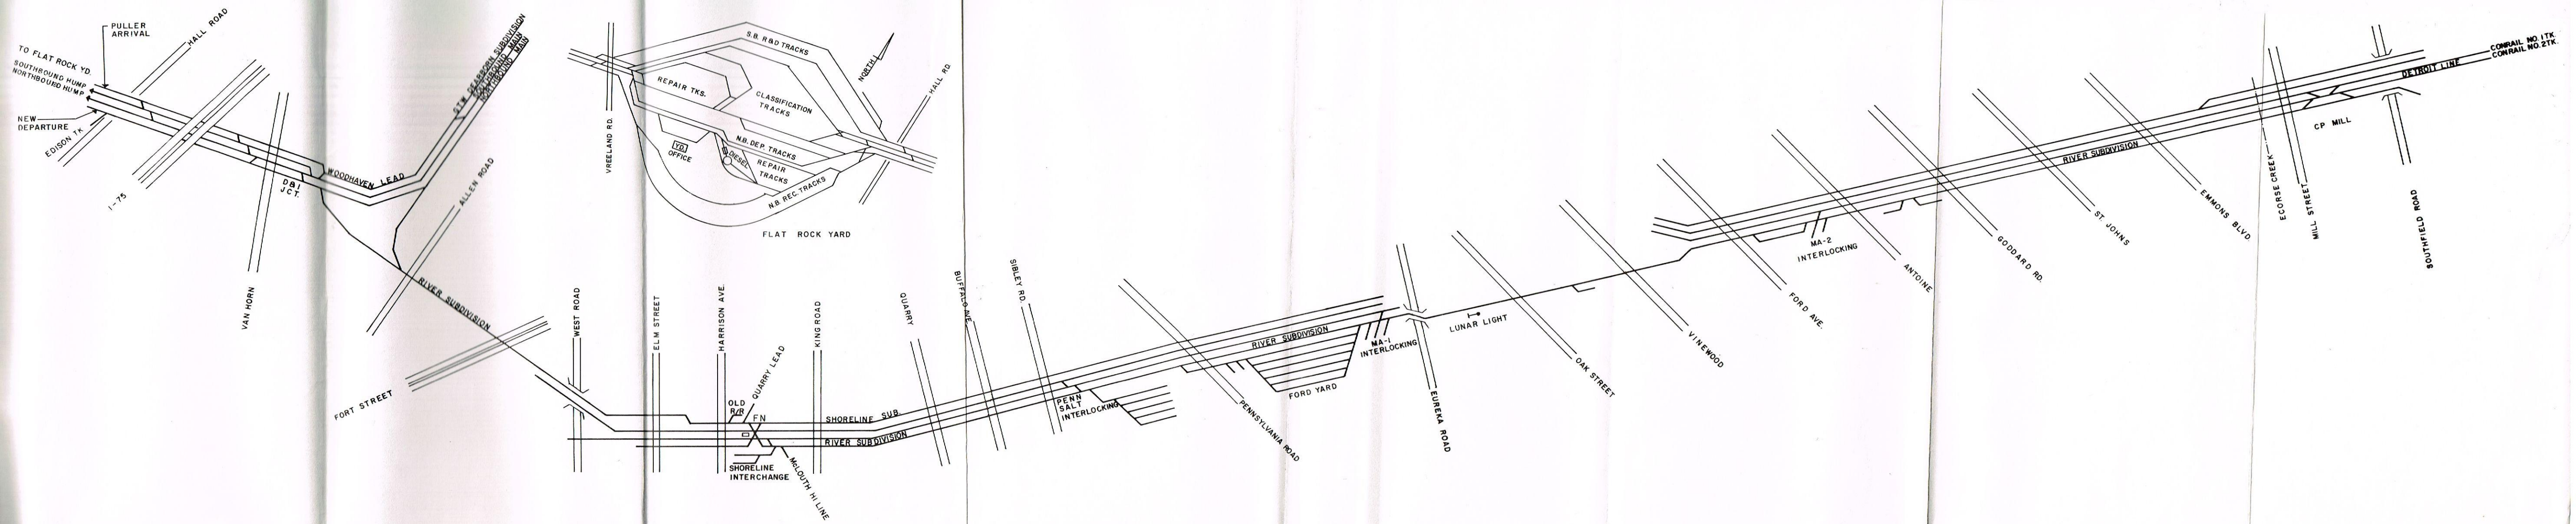 PULLER
ARRIVAL
HALL ROAD
TO FLAT ROCK YD.
SOUTHBOUND HUMP
NORTHBOUND HUMP
NEW
DEPARTURE
EDISON TK
I-75
VAN HORN
D&I
JCT.
WOODHAVEN LEAD
G.T.W. DEARBORN SUBDIVISION
SOUTHBOUND MAIN
NORTHBOUND MAIN
ALLEN ROAD
RIVER SUBDIVISION
FORT STREET
VREELAND RD.
S.B. R&D TRACKS
REPAIR TKS.
CLASSIFICATION
TRACKS
NORTH
HALL RD.
YD.
OFFICE
DIESEL
N.B. DEP. TRACKS
REPAIR
TRACKS
N.B. REC. TRACKS
FLAT ROCK YARD
WEST ROAD
ELM STREET
HARRISON AVE.
QUARRY LEAD
OLD
R/R
FN
KING ROAD
SHORELINE SUB.
RIVER SUBDIVISION
SHORELINE
INTERCHANGE
McLOUTH HI LINE
QUARRY
BUFFALO AVE.
SIBLEY RD.
PENN
SALT
INTERLOCKING
PENNSYLVANIA ROAD
RIVER SUBDIVISION
FORD YARD
MA-1
INTERLOCKING
EUREKA ROAD
LUNAR LIGHT
OAK STREET
VINEWOOD
FORD AVE.
MA-2
INTERLOCKING
ANTOINE
GODDARD RD.
ST. JOHNS
RIVER SUBDIVISION
EMMONS BLVD.
ECORSE CREEK
MILL STREET
CP MILL
SOUTHFIELD ROAD
DETROIT LINE
CONRAIL NO. 1 TK.
CONRAIL NO. 2 TK.